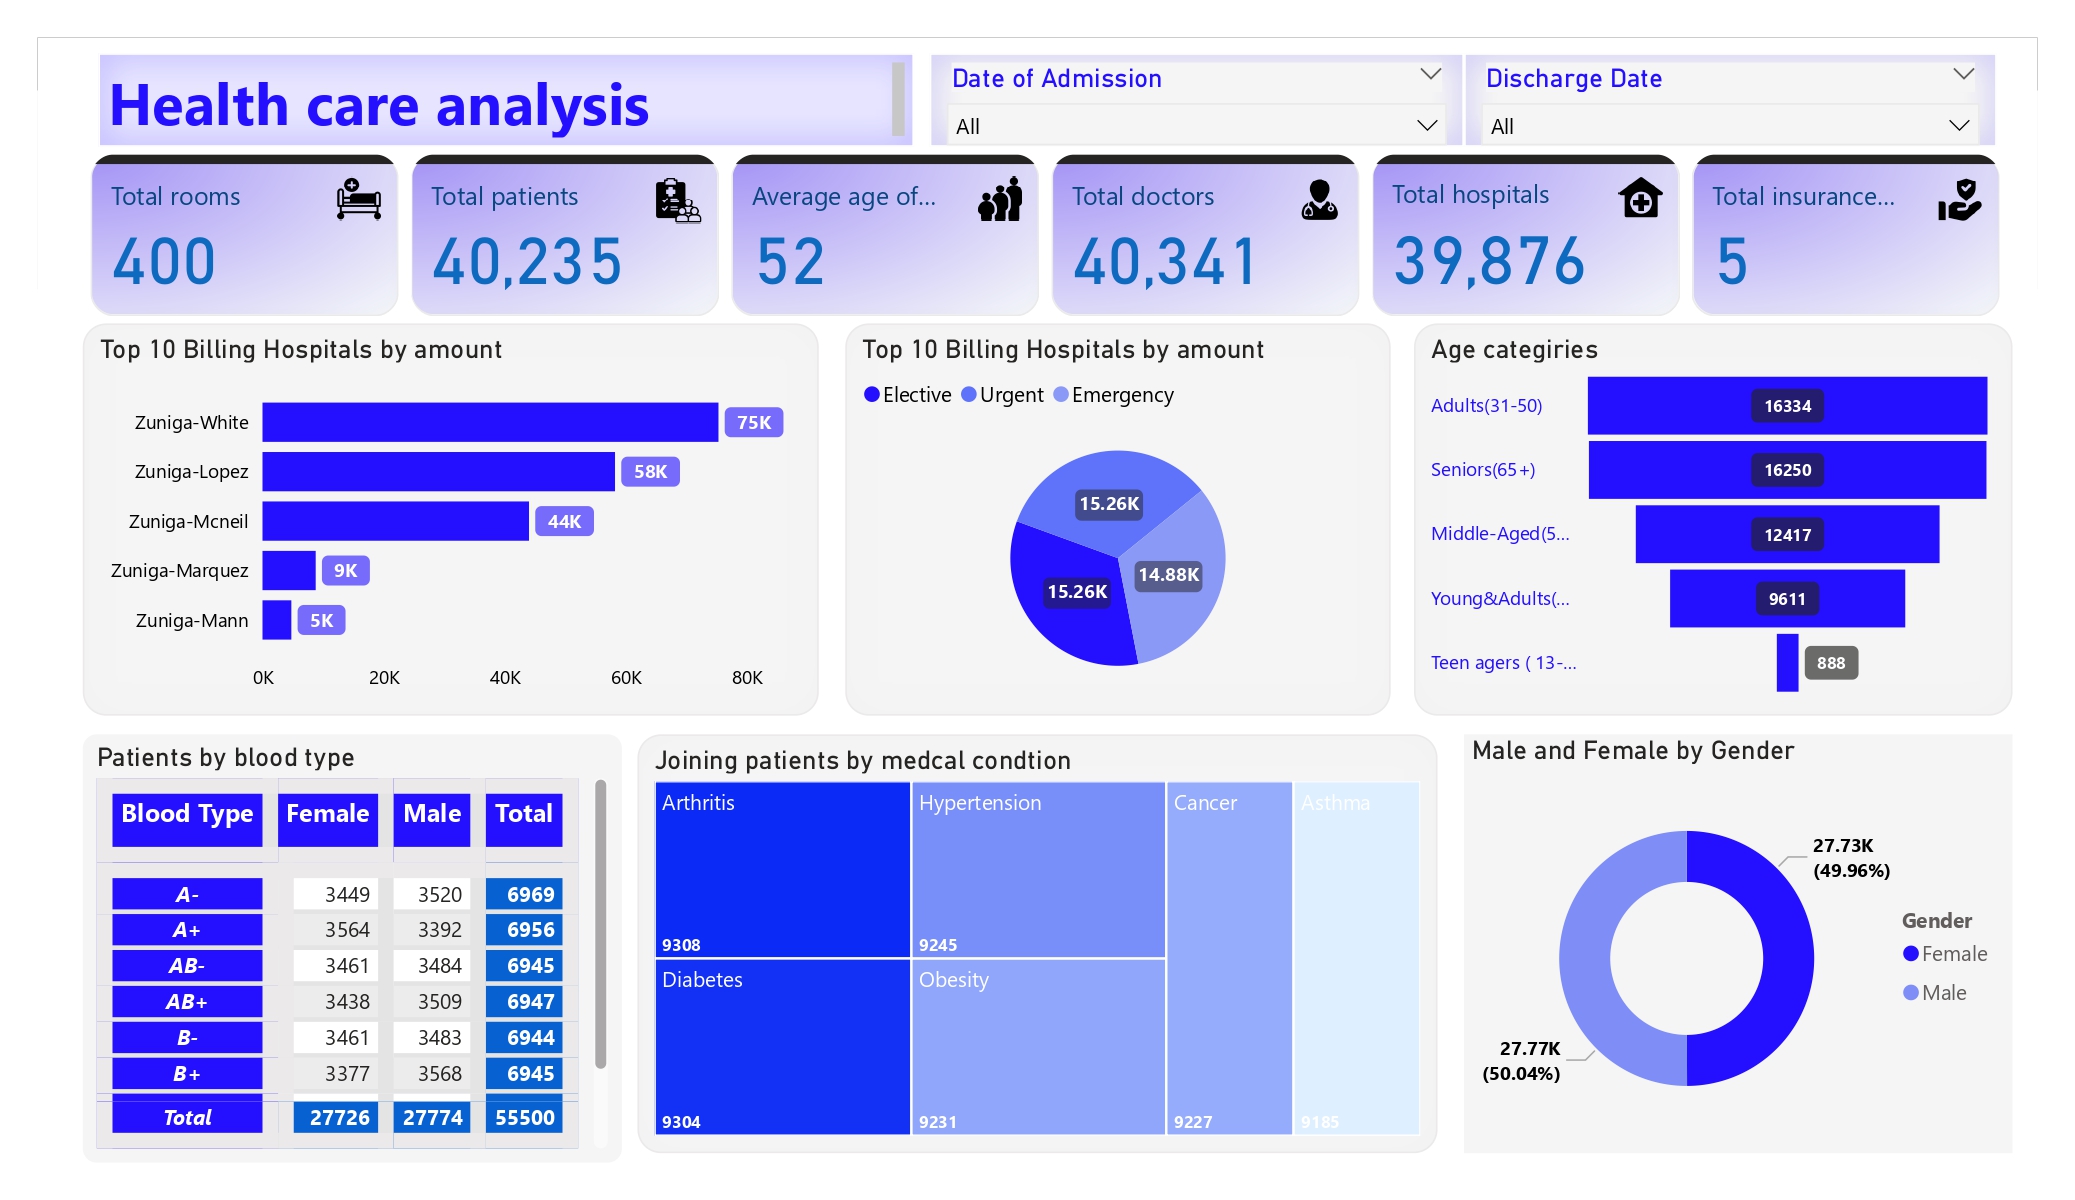 Health care analysis
Date of Admission
All
Discharge Date
All
Total rooms
400
Total patients
40,235
Average age of...
52
Total doctors
40,341
Total hospitals
39,876
Total insurance...
5
Top 10 Billing Hospitals by amount
Zuniga-White 75K
Zuniga-Lopez 58K
Zuniga-Mcneil 44K
Zuniga-Marquez 9K
Zuniga-Mann 5K
0K 20K 40K 60K 80K
Top 10 Billing Hospitals by amount
Elective Urgent Emergency
15.26K
14.88K
15.26K
Age categiries
Adults(31-50) 16334
Seniors(65+) 16250
Middle-Aged(5... 12417
Young&Adults(... 9611
Teen agers ( 13-... 888
Patients by blood type
Blood Type Female Male Total
A- 3449 3520 6969
A+ 3564 3392 6956
AB- 3461 3484 6945
AB+ 3438 3509 6947
B- 3461 3483 6944
B+ 3377 3568 6945
Total 27726 27774 55500
Joining patients by medcal condtion
Arthritis
9308
Diabetes
9304
Hypertension
9245
Obesity
9231
Cancer
9227
Asthma
9185
Male and Female by Gender
27.73K
(49.96%)
27.77K
(50.04%)
Gender
Female
Male